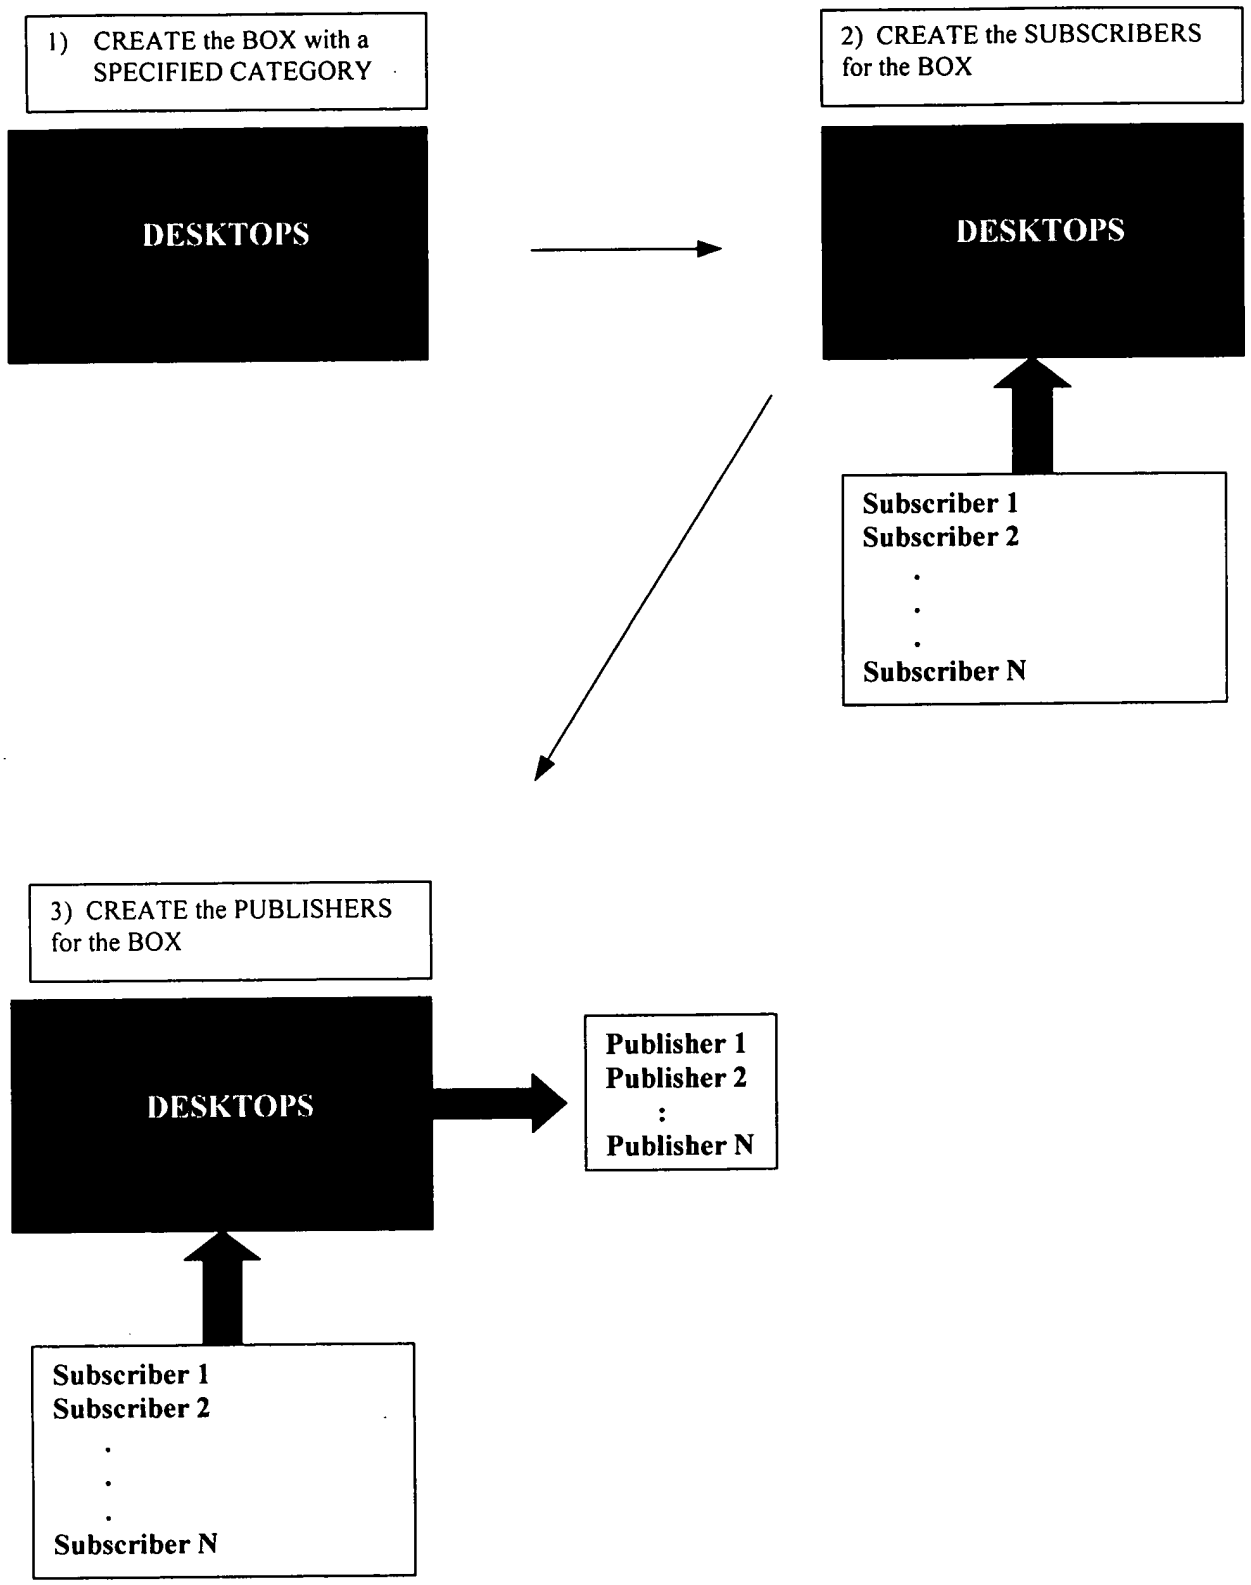 1) CREATE the BOX with a
SPECIFIED CATEGORY
DESKTOPS
2) CREATE the SUBSCRIBERS
for the BOX
DESKTOPS
Subscriber 1
Subscriber 2
.
.
.
Subscriber N
3) CREATE the PUBLISHERS
for the BOX
DESKTOPS
Publisher 1
Publisher 2
:
Publisher N
Subscriber 1
Subscriber 2
.
.
.
Subscriber N